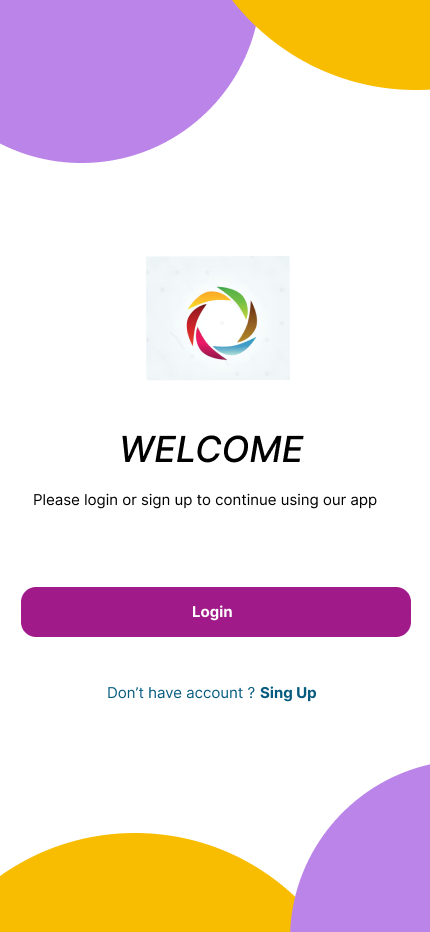 WELCOME
Please login or sign up to continue using our app
Login
Don’t have account ? Sing Up